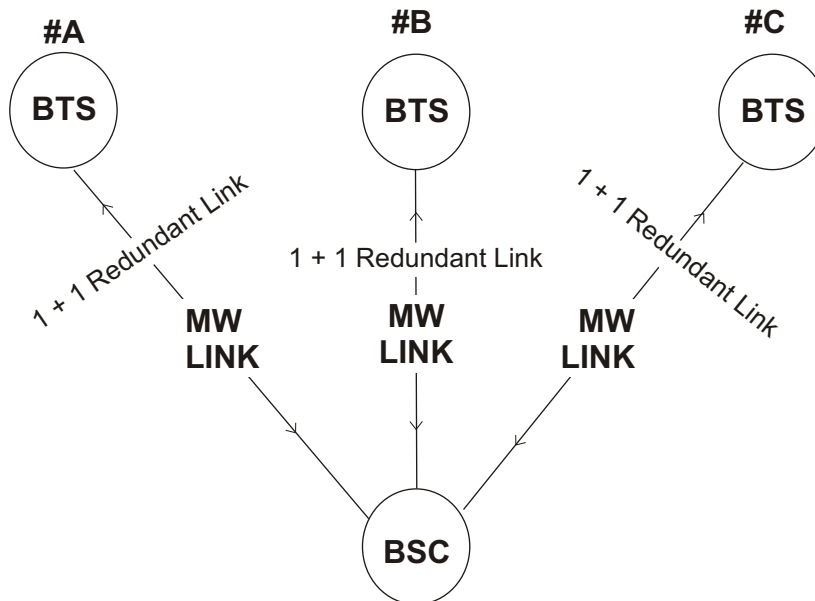 #A
#B
#C
BTS
BTS
BTS
1 + 1 Redundant Link
1 + 1 Redundant Link
1 + 1 Redundant Link
MW
LINK
MW
LINK
MW
LINK
BSC